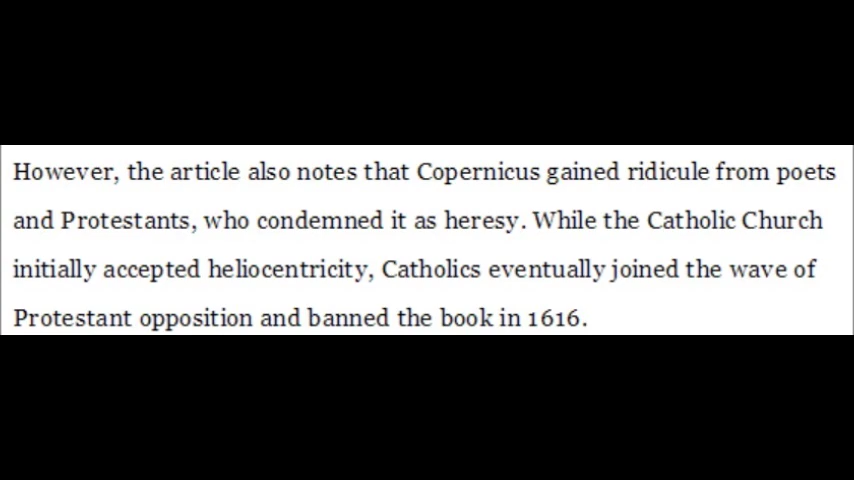 However, the article also notes that Copernicus gained ridicule from poets
and Protestants, who condemned it as heresy. While the Catholic Church
initially accepted heliocentricity, Catholics eventually joined the wave of
Protestant opposition and banned the book in 1616.